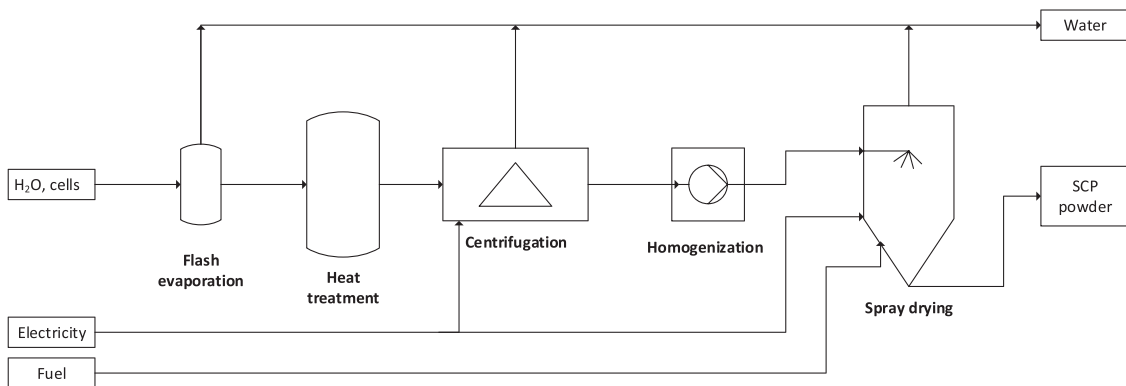 Water
H₂O, cells
SCP
powder
Flash
evaporation
Heat
treatment
Centrifugation
Homogenization
Spray drying
Electricity
Fuel